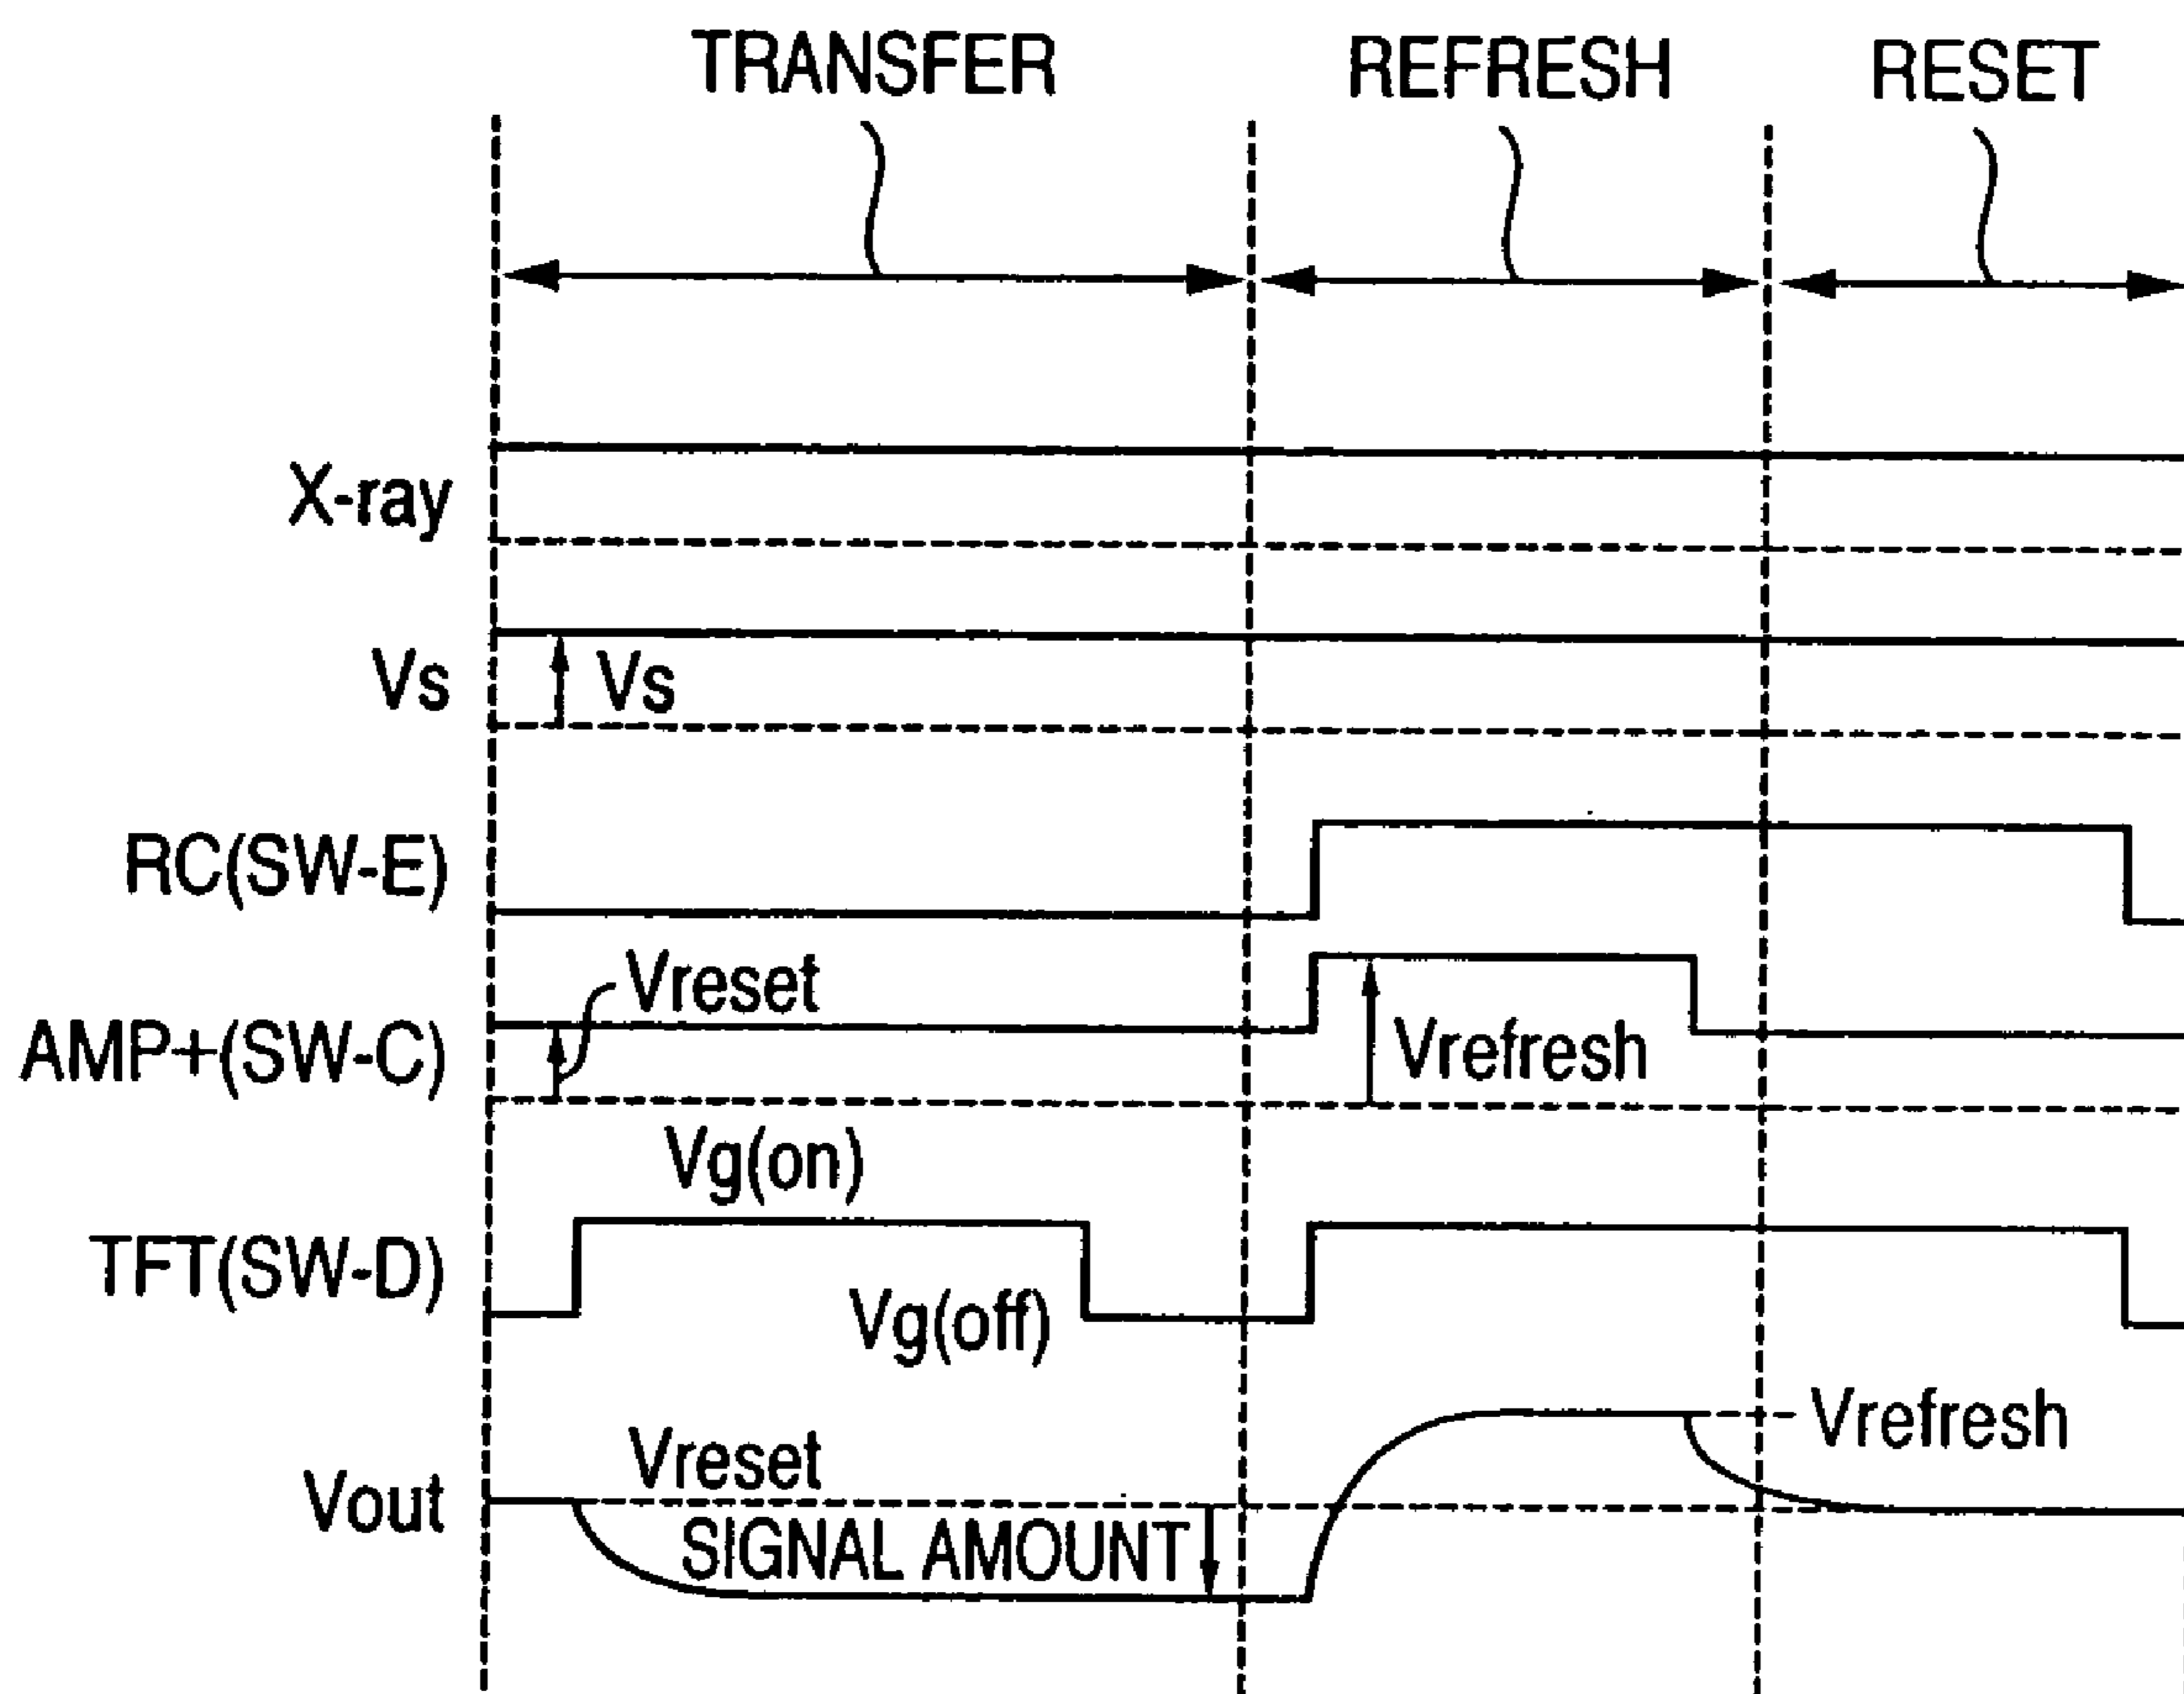 TRANSFER REFRESH RESET
X-ray
Vs Vs
RC(SW-E)
Vreset
AMP+(SW-C) Vrefresh
Vg(on)
TFT(SW-D)
Vg(off)
Vrefresh
Vreset
Vout
SIGNAL AMOUNT